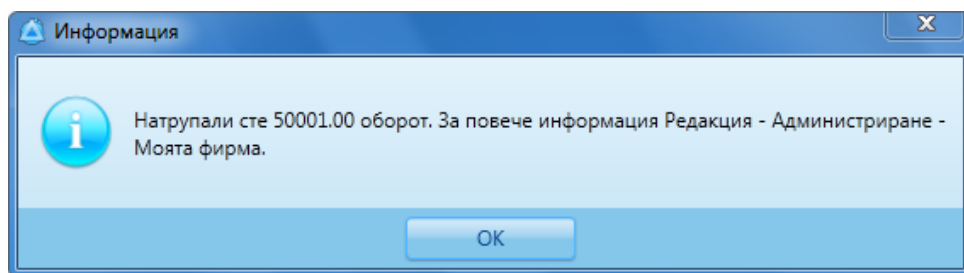 Информация
Натрупали сте 50001.00 оборот. За повече информация Редакция - Администриране -
Моята фирма.
OK